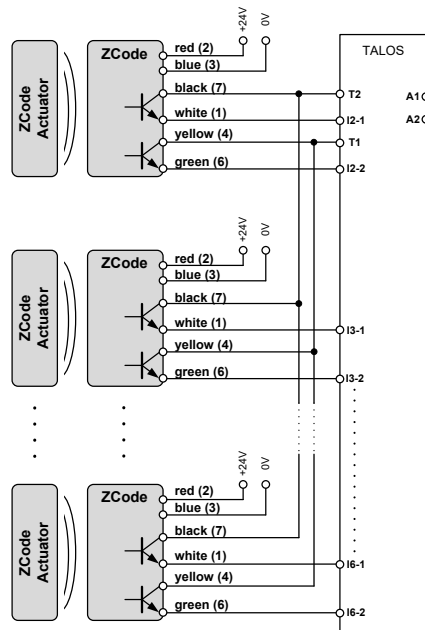 TALOS
ZCode Actuator
ZCode
red (2)
blue (3)
black (7)
white (1)
yellow (4)
green (6)
+24V
0V
T2
I2-1
T1
I2-2
A1
A2
ZCode Actuator
ZCode
red (2)
blue (3)
black (7)
white (1)
yellow (4)
green (6)
+24V
0V
I3-1
I3-2
ZCode Actuator
ZCode
red (2)
blue (3)
black (7)
white (1)
yellow (4)
green (6)
+24V
0V
I6-1
I6-2